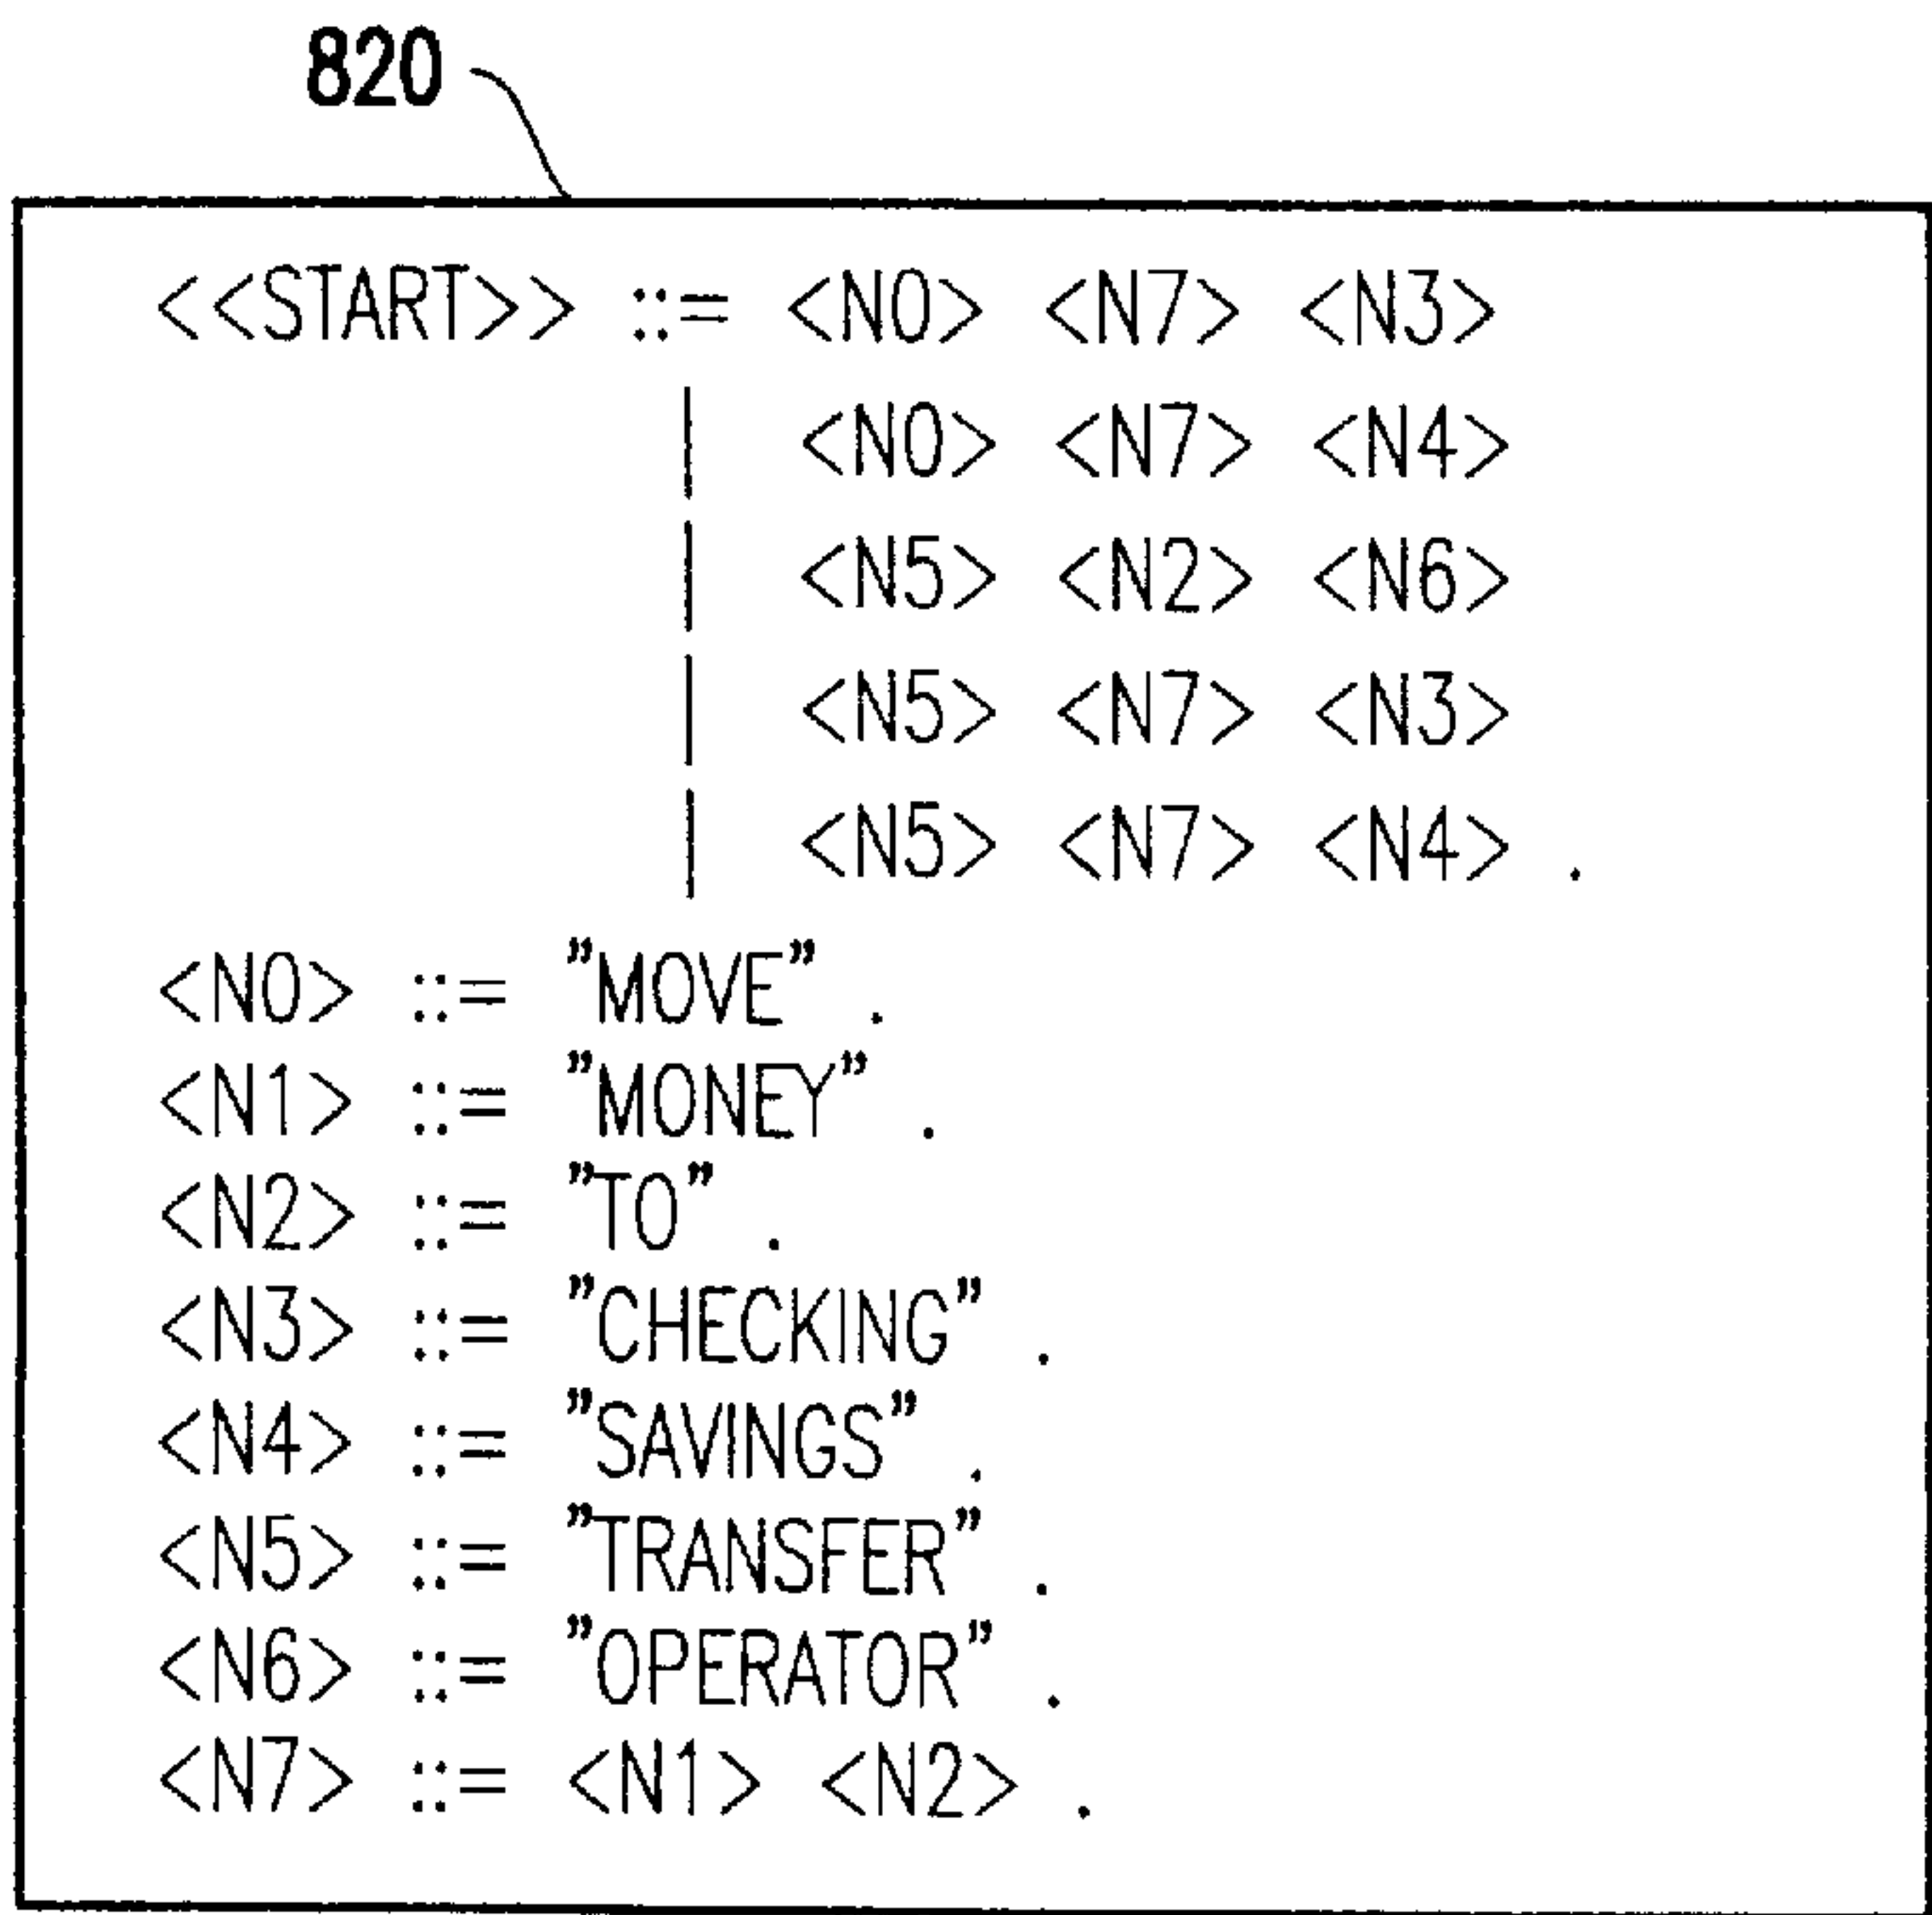 820
<<START>> ::= <N0> <N7> <N3>
| <N0> <N7> <N4>
| <N5> <N2> <N6>
| <N5> <N7> <N3>
| <N5> <N7> <N4> .
<N0> ::= "MOVE" .
<N1> ::= "MONEY" .
<N2> ::= "TO" .
<N3> ::= "CHECKING" .
<N4> ::= "SAVINGS" .
<N5> ::= "TRANSFER" .
<N6> ::= "OPERATOR" .
<N7> ::= <N1> <N2> .